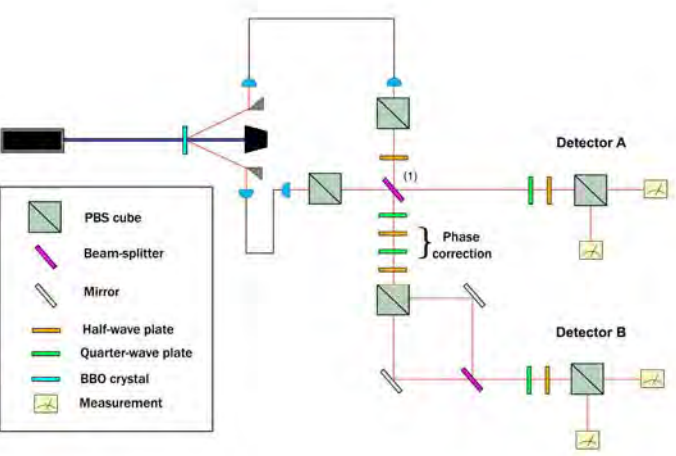 (1)
Detector A
PBS cube
Beam-splitter
Mirror
Half-wave plate
Quarter-wave plate
BBO crystal
Measurement
Phase
correction
Detector B